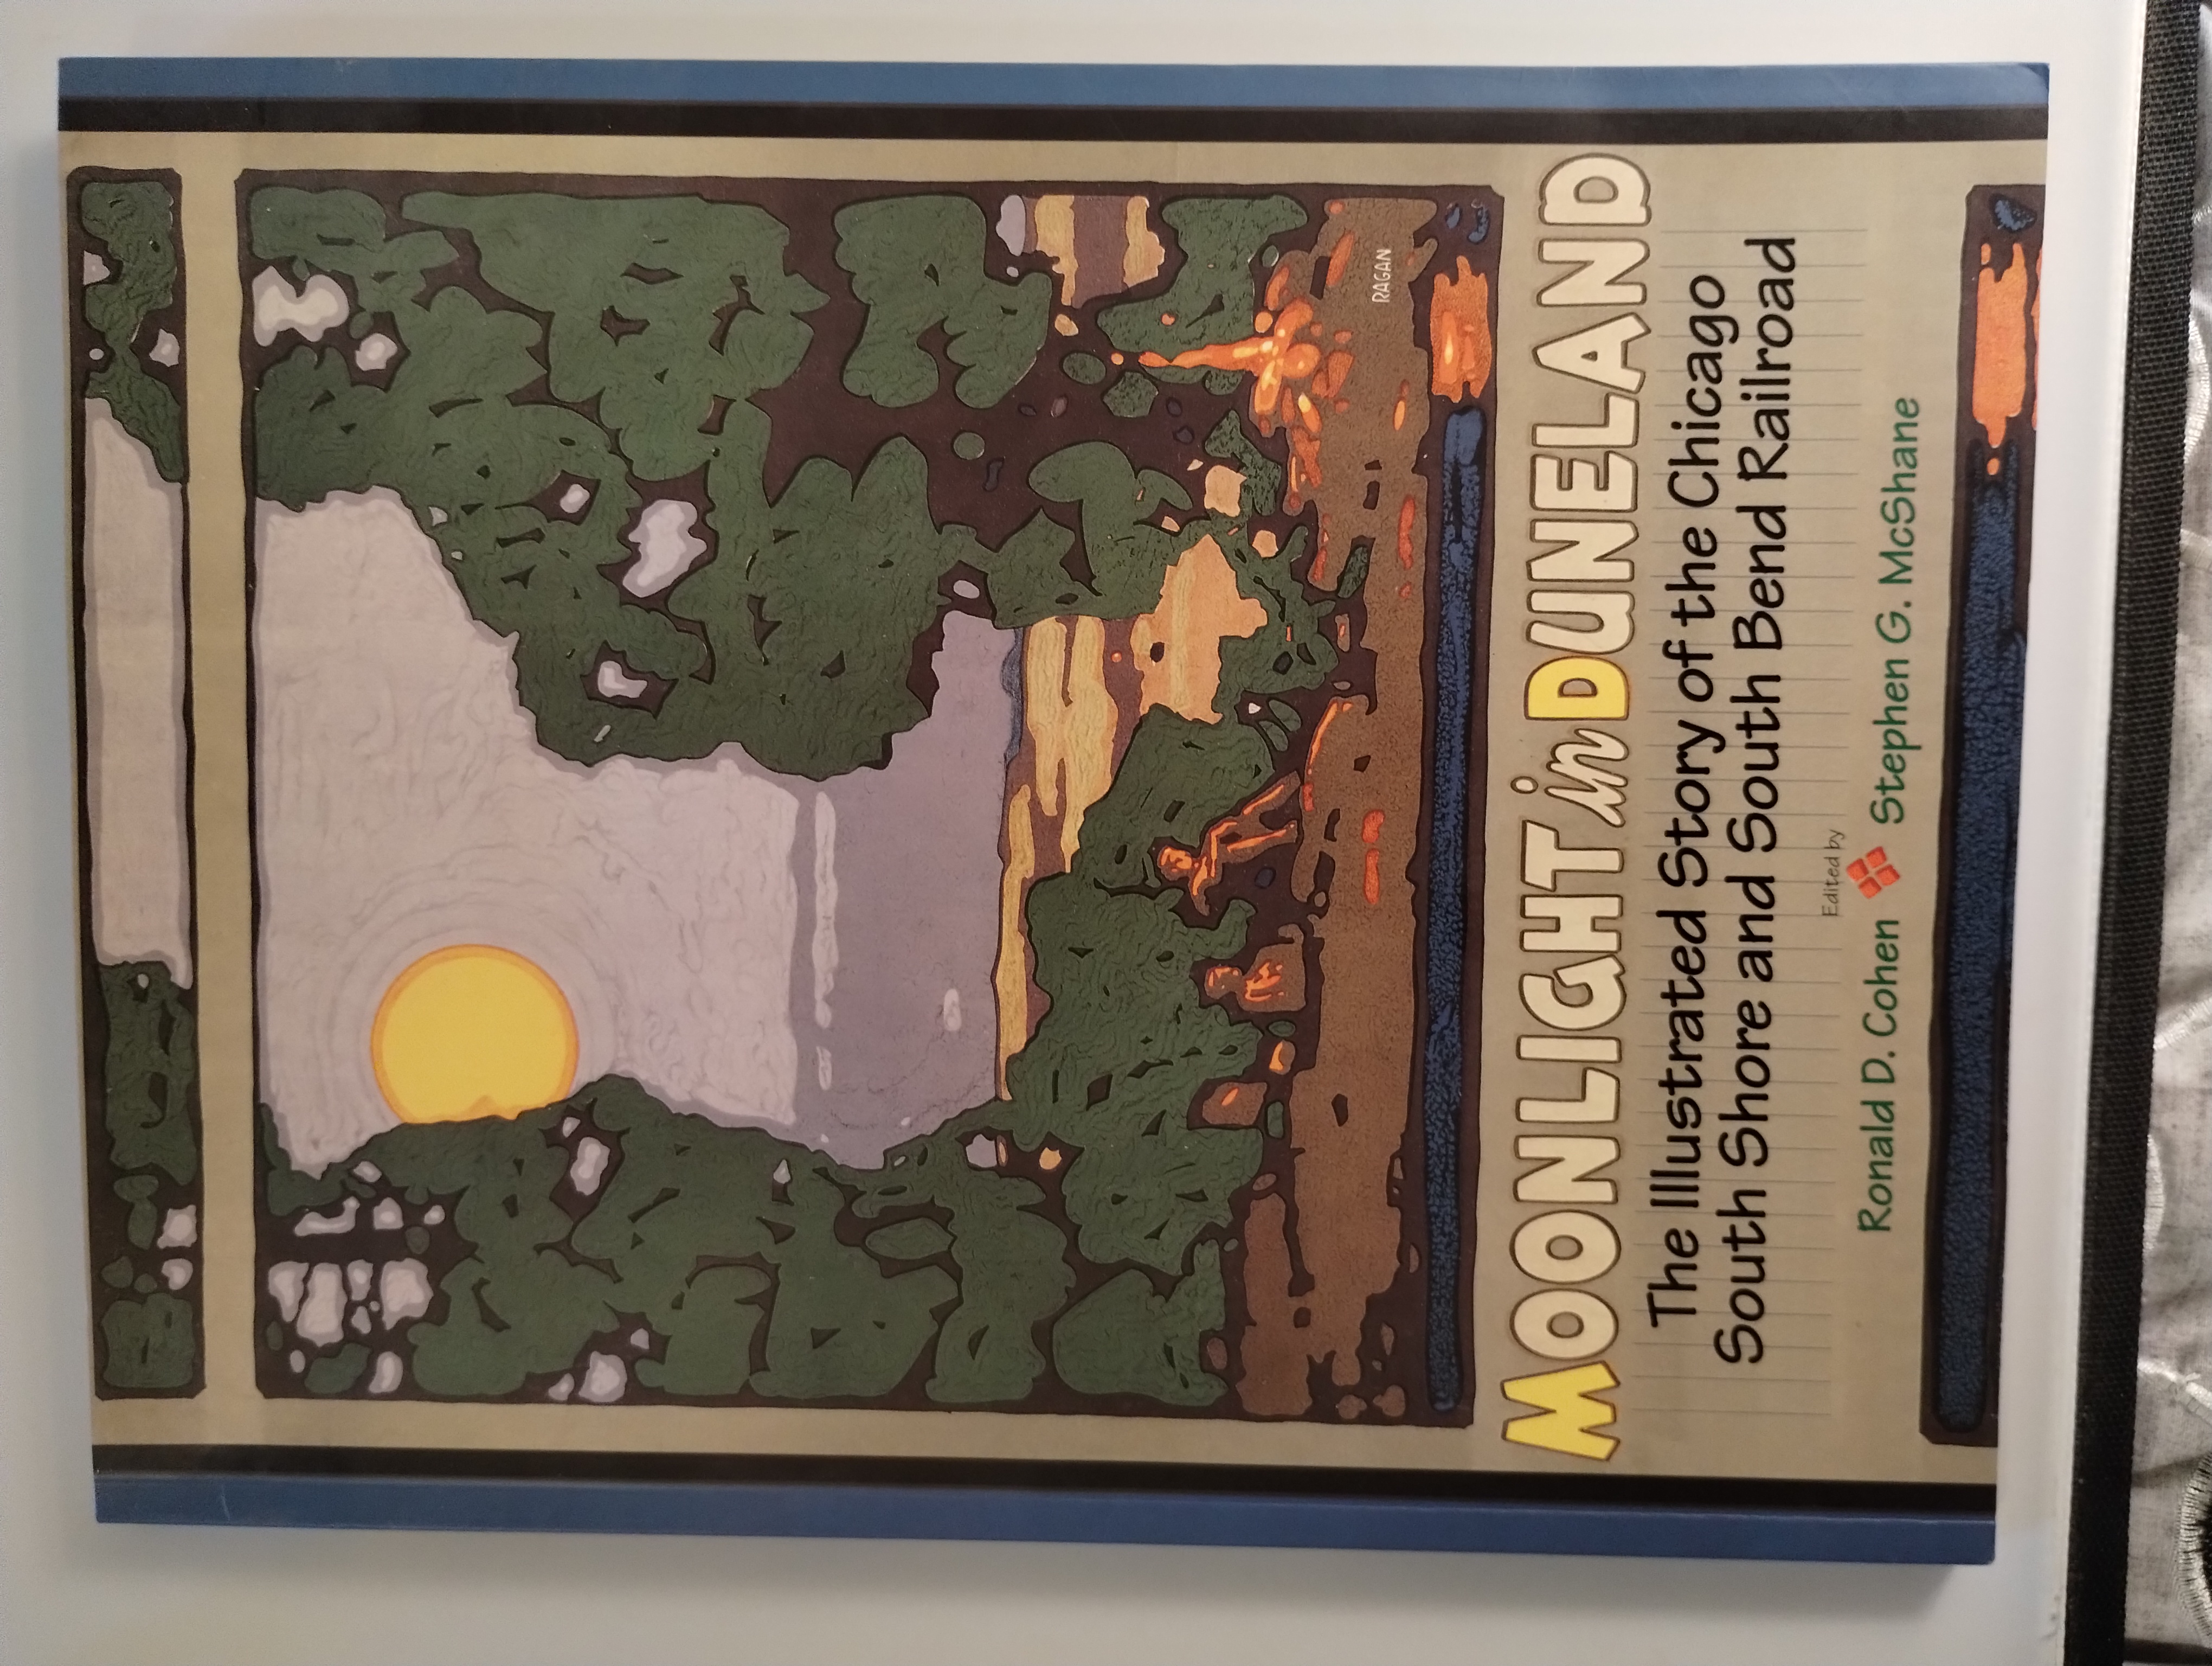 RAGAN
MOONLIGHT in DUNELAND
The Illustrated Story of the Chicago
South Shore and South Bend Railroad
Edited by
Ronald D. Cohen Stephen G. McShane